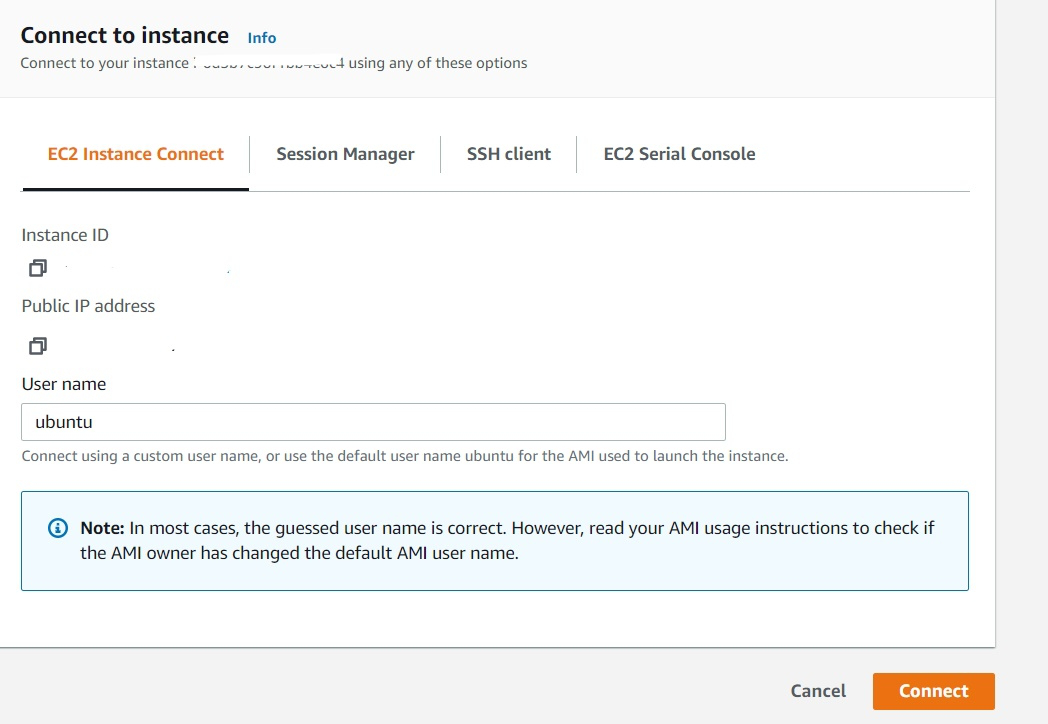 Connect to instance Info
Connect to your instance using any of these options
EC2 Instance Connect Session Manager SSH client EC2 Serial Console
Instance ID
Public IP address
User name
ubuntu
Connect using a custom user name, or use the default user name ubuntu for the AMI used to launch the instance.
Note: In most cases, the guessed user name is correct. However, read your AMI usage instructions to check if
the AMI owner has changed the default AMI user name.
Cancel Connect